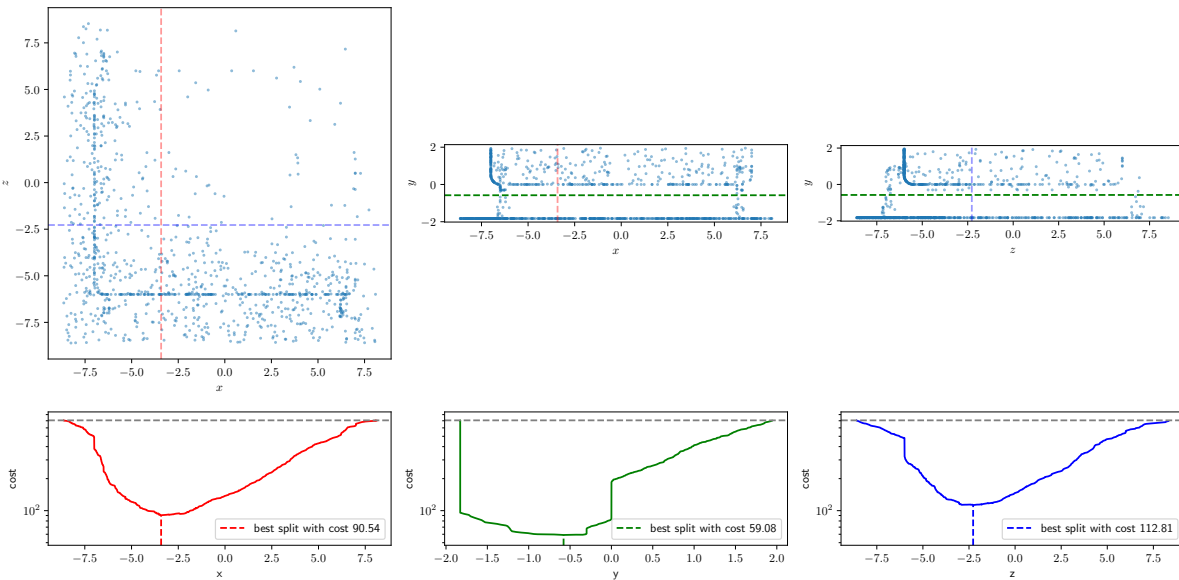 7.5
5.0
2.5
0.0
−2.5
−5.0
−7.5
z
−7.5 −5.0 −2.5 0.0 2.5 5.0 7.5
x
2
0
−2
y
−7.5 −5.0 −2.5 0.0 2.5 5.0 7.5
x
2
0
−2
y
−7.5 −5.0 −2.5 0.0 2.5 5.0 7.5
z
cost
10²
best split with cost 90.54
−7.5 −5.0 −2.5 0.0 2.5 5.0 7.5
x
cost
10²
best split with cost 59.08
−2.0 −1.5 −1.0 −0.5 0.0 0.5 1.0 1.5 2.0
y
cost
10²
best split with cost 112.81
−7.5 −5.0 −2.5 0.0 2.5 5.0 7.5
z